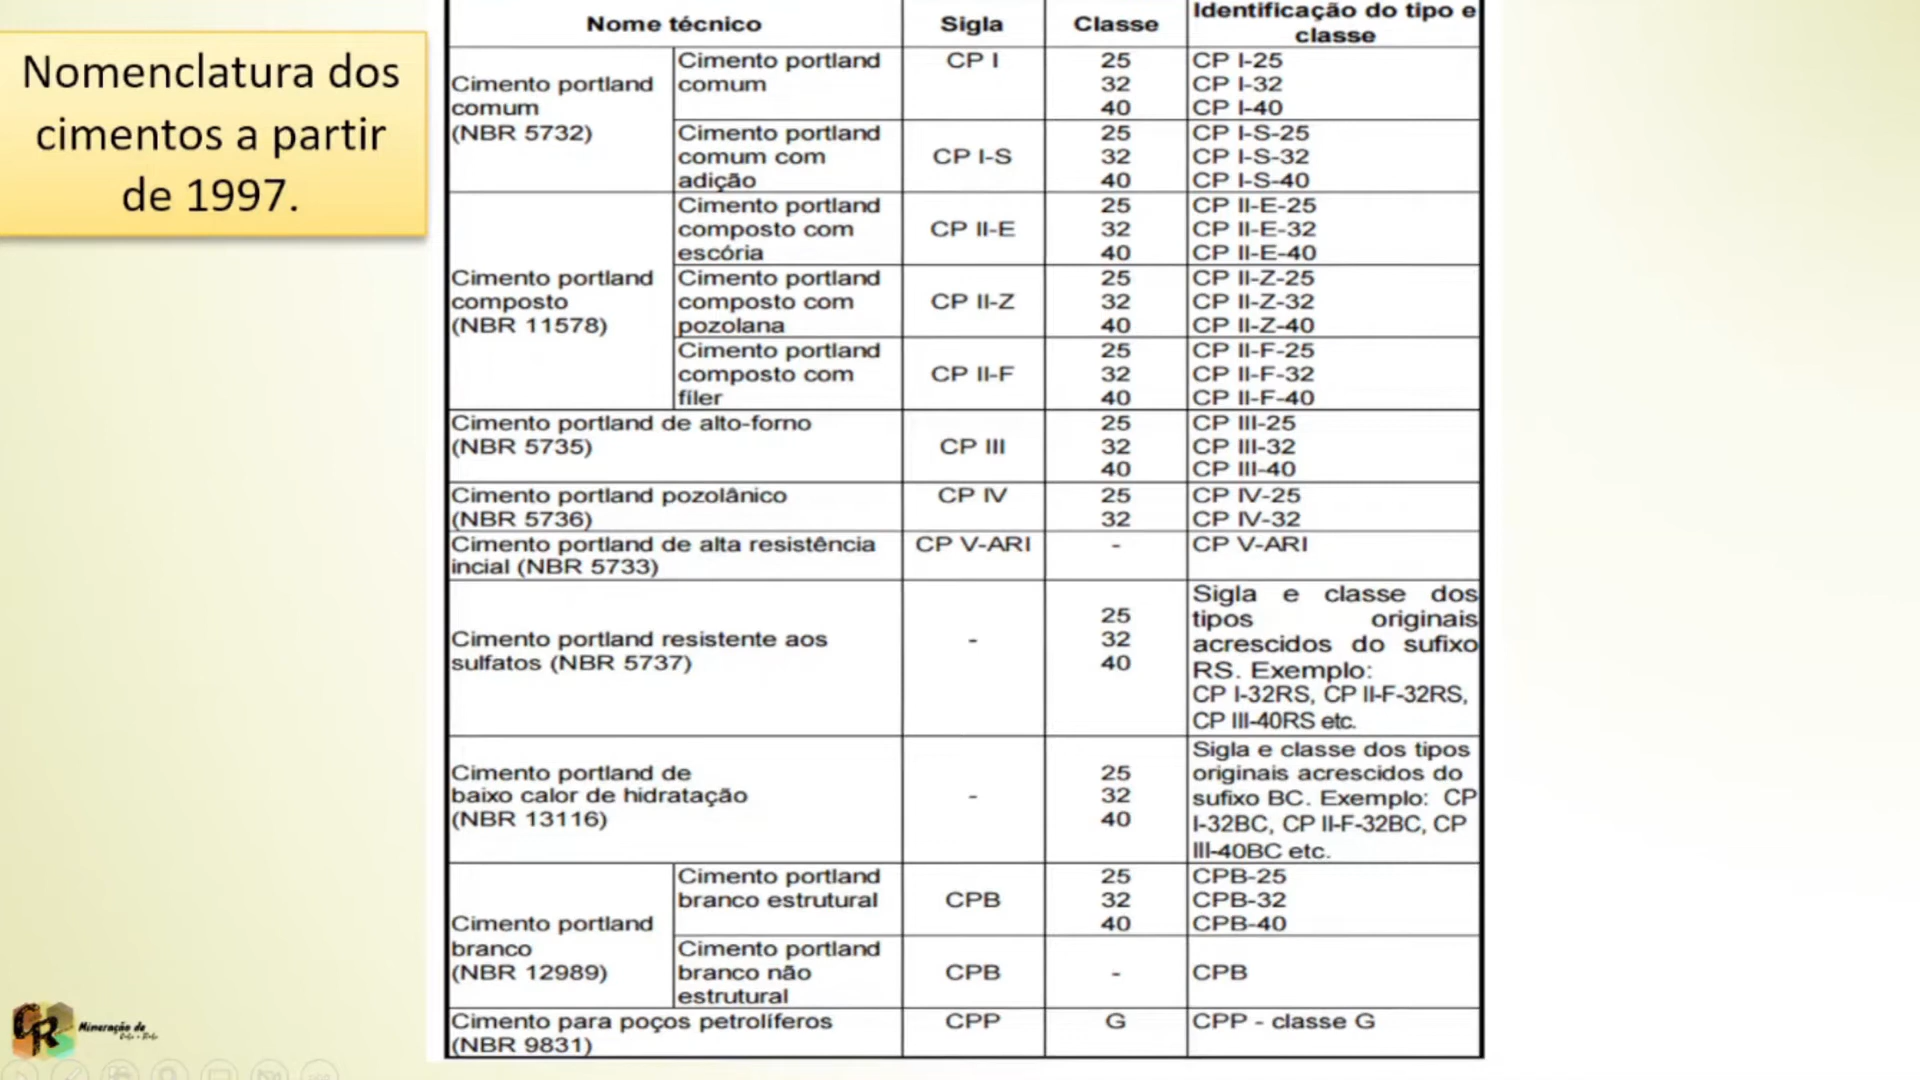 Nomenclatura dos
cimentos a partir
de 1997.
Nome técnico
Sigla
Classe
Identificação do tipo e
classe
Cimento portland
comum
(NBR 5732)
Cimento portland
comum
CP I
25
32
40
CP I-25
CP I-32
CP I-40
Cimento portland
comum com
adição
CP I-S
25
32
40
CP I-S-25
CP I-S-32
CP I-S-40
Cimento portland
composto
(NBR 11578)
Cimento portland
composto com
escória
CP II-E
25
32
40
CP II-E-25
CP II-E-32
CP II-E-40
Cimento portland
composto com
pozolana
CP II-Z
25
32
40
CP II-Z-25
CP II-Z-32
CP II-Z-40
Cimento portland
composto com
fíler
CP II-F
25
32
40
CP II-F-25
CP II-F-32
CP II-F-40
Cimento portland de alto-forno
(NBR 5735)
CP III
25
32
40
CP III-25
CP III-32
CP III-40
Cimento portland pozolânico
(NBR 5736)
CP IV
25
32
CP IV-25
CP IV-32
Cimento portland de alta resistência
incial (NBR 5733)
CP V-ARI
-
CP V-ARI
Cimento portland resistente aos
sulfatos (NBR 5737)
-
25
32
40
Sigla e classe dos
tipos originais
acrescidos do sufixo
RS. Exemplo:
CP I-32RS, CP II-F-32RS,
CP III-40RS etc.
Cimento portland de
baixo calor de hidratação
(NBR 13116)
-
25
32
40
Sigla e classe dos tipos
originais acrescidos do
sufixo BC. Exemplo: CP
I-32BC, CP II-F-32BC, CP
III-40BC etc.
Cimento portland
branco
(NBR 12989)
Cimento portland
branco estrutural
CPB
25
32
40
CPB-25
CPB-32
CPB-40
Cimento portland
branco não
estrutural
CPB
-
CPB
Cimento para poços petrolíferos
(NBR 9831)
CPP
G
CPP - classe G
CR
Mineração de